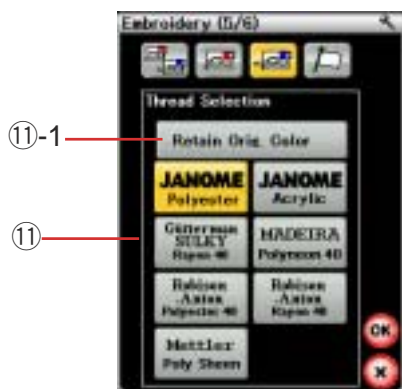 Embroidery (5/6)
Thread Selection
⑪-1
Retain Orig. Color
JANOME
Polyester
JANOME
Acrylic
⑪
Gütterman
SULKY
Rayon 40
MADEIRA
Polyneon 40
Robison
-Anton
Polyester 40
Robison
-Anton
Rayon 40
Mettler
Poly Sheen
OK
X